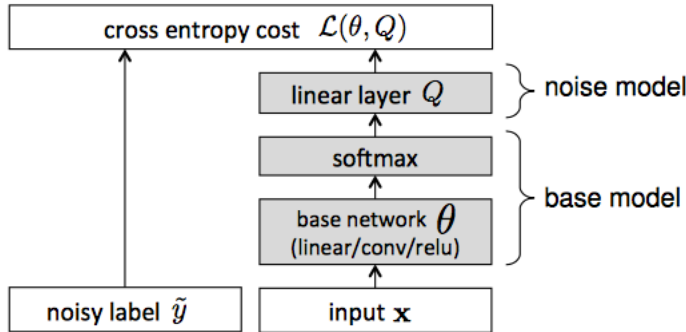 cross entropy cost ℒ(θ, Q)
linear layer Q
noise model
softmax
base model
base network θ
(linear/conv/relu)
noisy label ỹ
input x